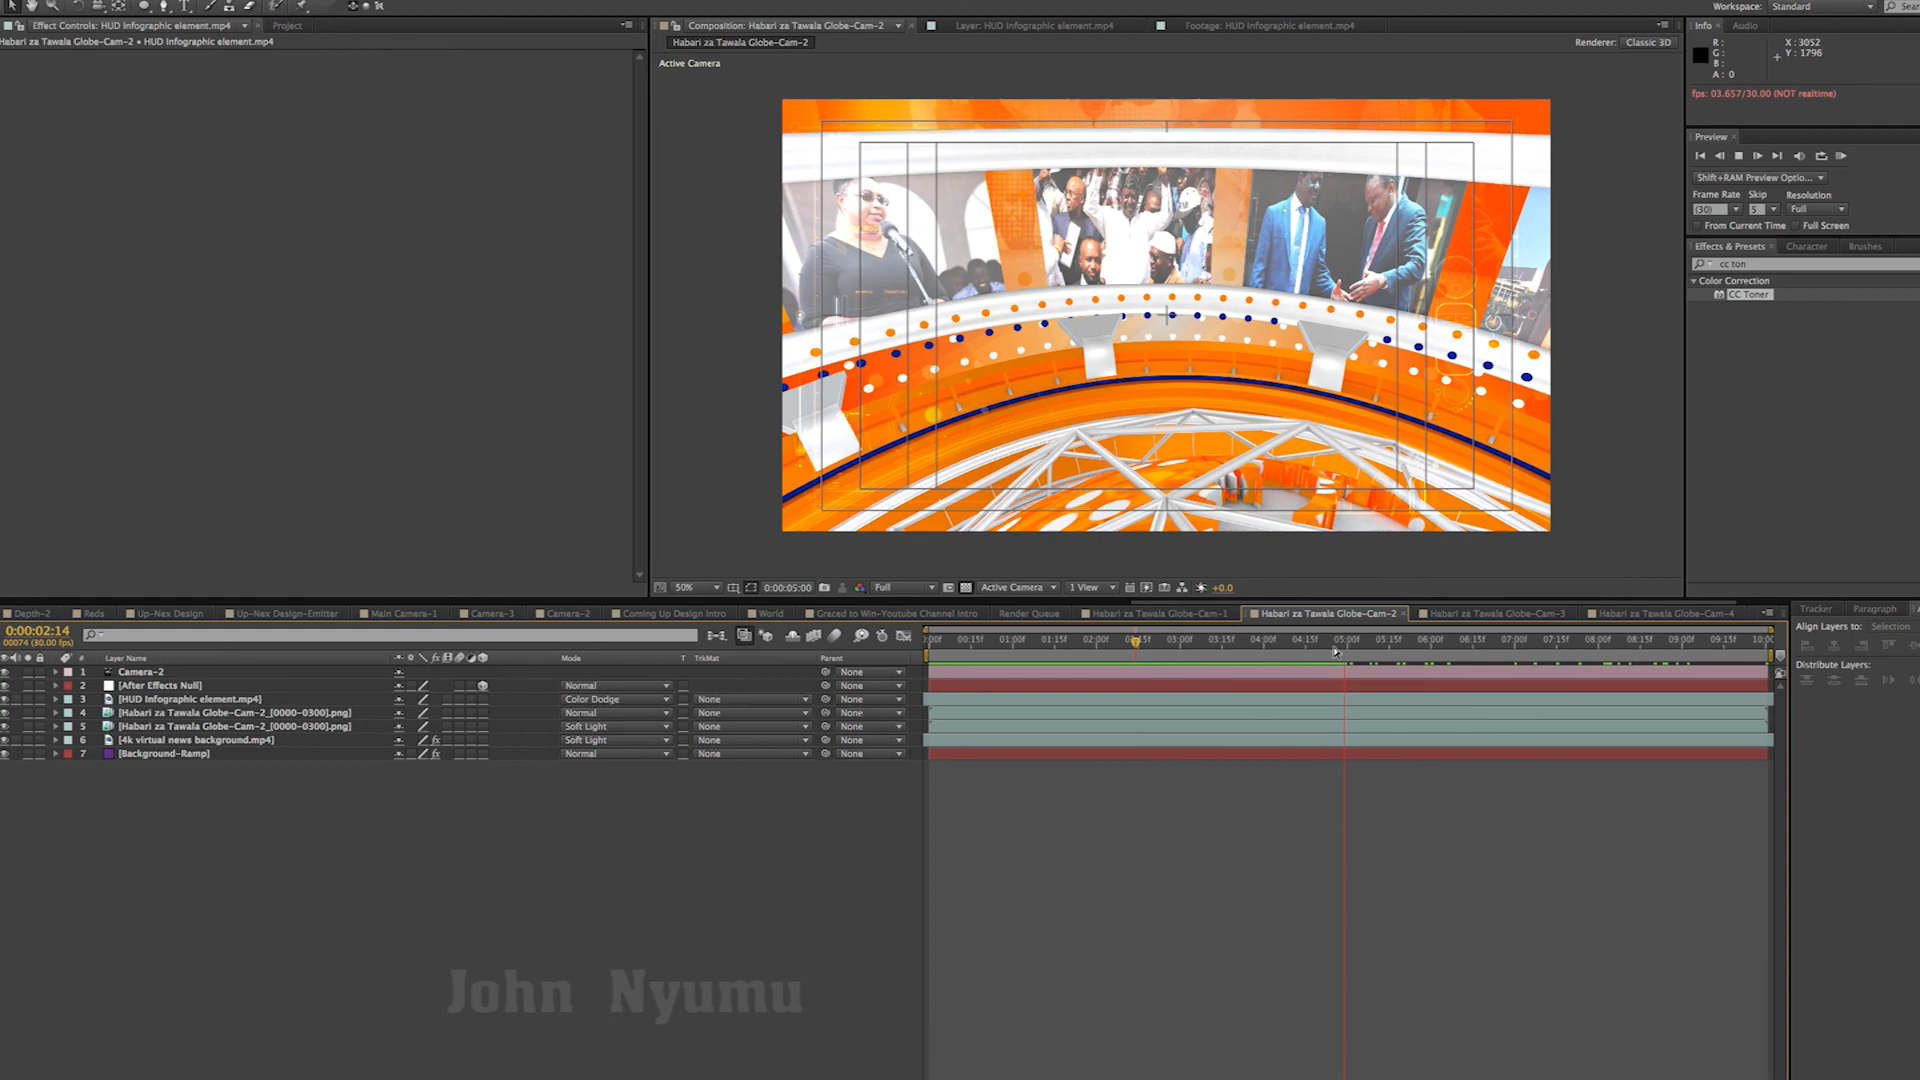 Workspace: Standard
Effect Controls: HUD Infographic element.mp4
Project
Composition: Habari za Tawala Globe-Cam-2
Layer: HUD Infographic element.mp4
Footage: HUD Infographic element.mp4
Info
Audio
Habari za Tawala Globe-Cam-2 • HUD Infographic element.mp4
Habari za Tawala Globe-Cam-2
Renderer: Classic 3D
R:
G:
B:
A: 0
X: 3052
Y: 1796
Active Camera
fps: 03.657/30.00 (NOT realtime)
Preview
Shift+RAM Preview Optio...
Frame Rate Skip Resolution
(30) 5 Full
From Current Time Full Screen
Effects & Presets Character Brushes
cc ton
Color Correction
CC Toner
50% 0:00:05:00 Full Active Camera 1 View +0.0
Depth-2 Reds Up-Nex Design Up-Nex Design-Emitter Main Camera-1 Camera-3 Camera-2 Coming Up Design Intro World Graced to Win-Youtube Channel Intro Render Queue Habari za Tawala Globe-Cam-1 Habari za Tawala Globe-Cam-2 Habari za Tawala Globe-Cam-3 Habari za Tawala Globe-Cam-4
Tracker Paragraph
0:00:02:14
00074 (30.00 fps)
00:15f 01:00f 01:15f 02:00f 03:00f 03:15f 04:00f 04:15f 05:00f 05:15f 06:00f 06:15f 07:00f 07:15f 08:00f 08:15f 09:00f 09:15f
Align Layers to: Selection
Distribute Layers:
# Layer Name Mode T TrkMat Parent
1 Camera-2 None
2 [After Effects Null] Normal None
3 [HUD Infographic element.mp4] Color Dodge None None
4 [Habari za Tawala Globe-Cam-2_[0000-0300].png] Normal None None
5 [Habari za Tawala Globe-Cam-2_[0000-0300].png] Soft Light None None
6 [4k virtual news background.mp4] Soft Light None None
7 [Background-Ramp] Normal None None
John Nyumu